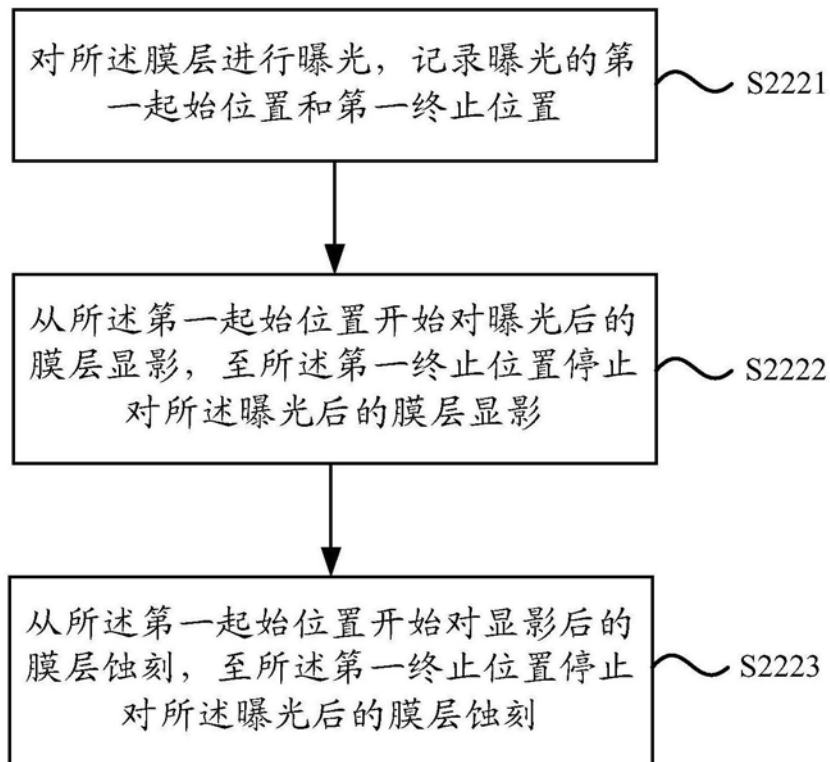 对所述膜层进行曝光，记录曝光的第
一起始位置和第一终止位置
S2221
从所述第一起始位置开始对曝光后的
膜层显影，至所述第一终止位置停止
对所述曝光后的膜层显影
S2222
从所述第一起始位置开始对显影后的
膜层蚀刻，至所述第一终止位置停止
对所述曝光后的膜层蚀刻
S2223